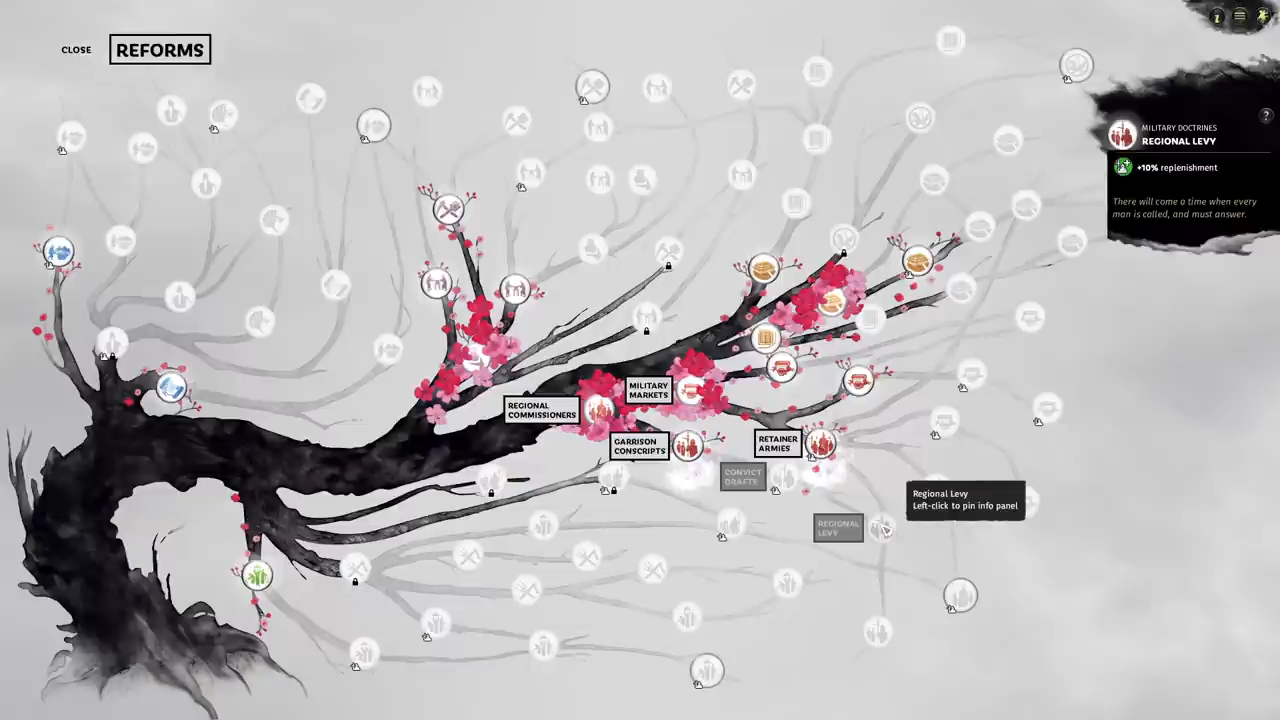 CLOSE
REFORMS
MILITARY DOCTRINES
REGIONAL LEVY
?
+10% replenishment
There will come a time when every
man is called, and must answer.
MILITARY
MARKETS
REGIONAL
COMMISSIONERS
GARRISON
CONSCRIPTS
RETAINER
ARMIES
CONVICT
DRAFTS
Regional Levy
Left-click to pin info panel
REGIONAL
LEVY